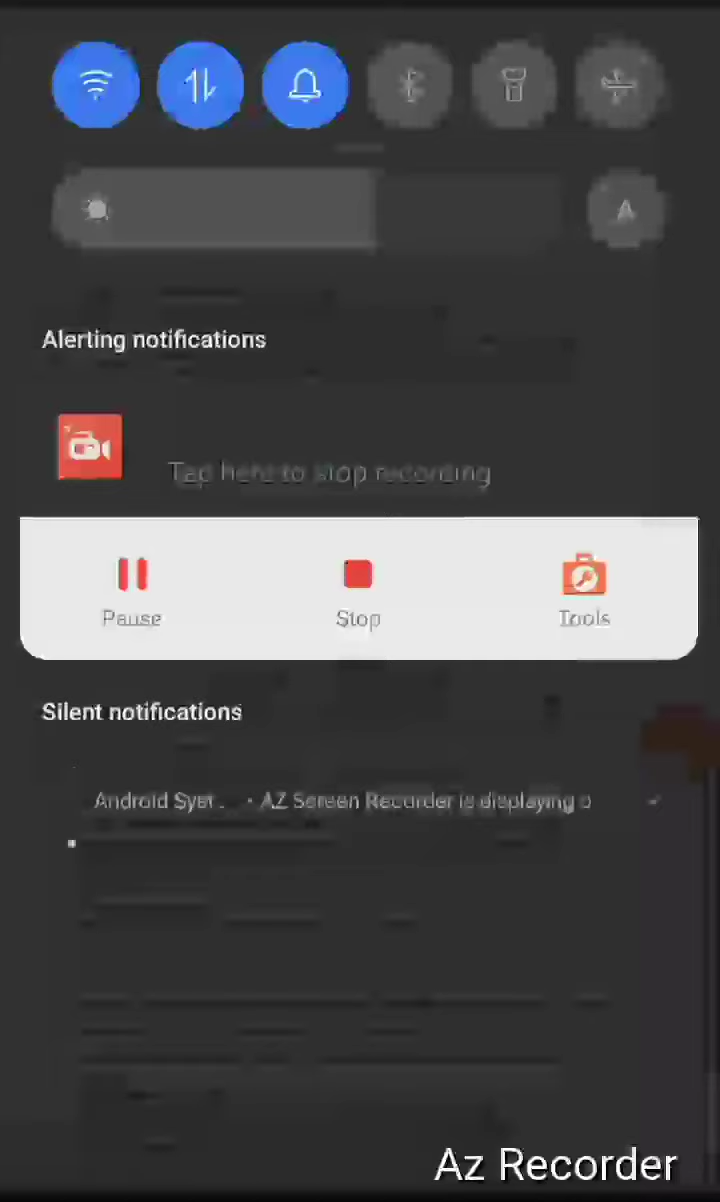 A
Alerting notifications
Tap here to stop recording
Pause
Stop
Tools
Silent notifications
Android Syst... • AZ Screen Recorder is displaying o
Az Recorder